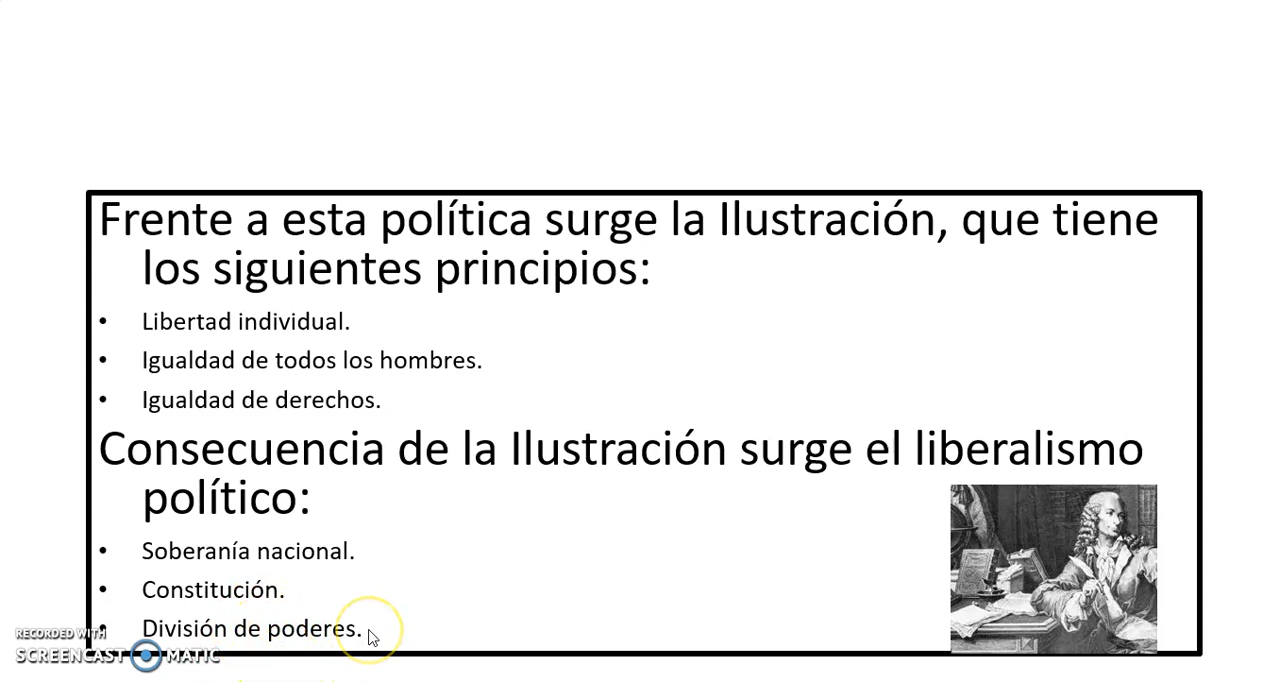 Frente a esta política surge la Ilustración, que tiene
los siguientes principios:
• Libertad individual.
• Igualdad de todos los hombres.
• Igualdad de derechos.
Consecuencia de la Ilustración surge el liberalismo
político:
• Soberanía nacional.
• Constitución.
• División de poderes.
RECORDED WITH
SCREENCAST MATIC